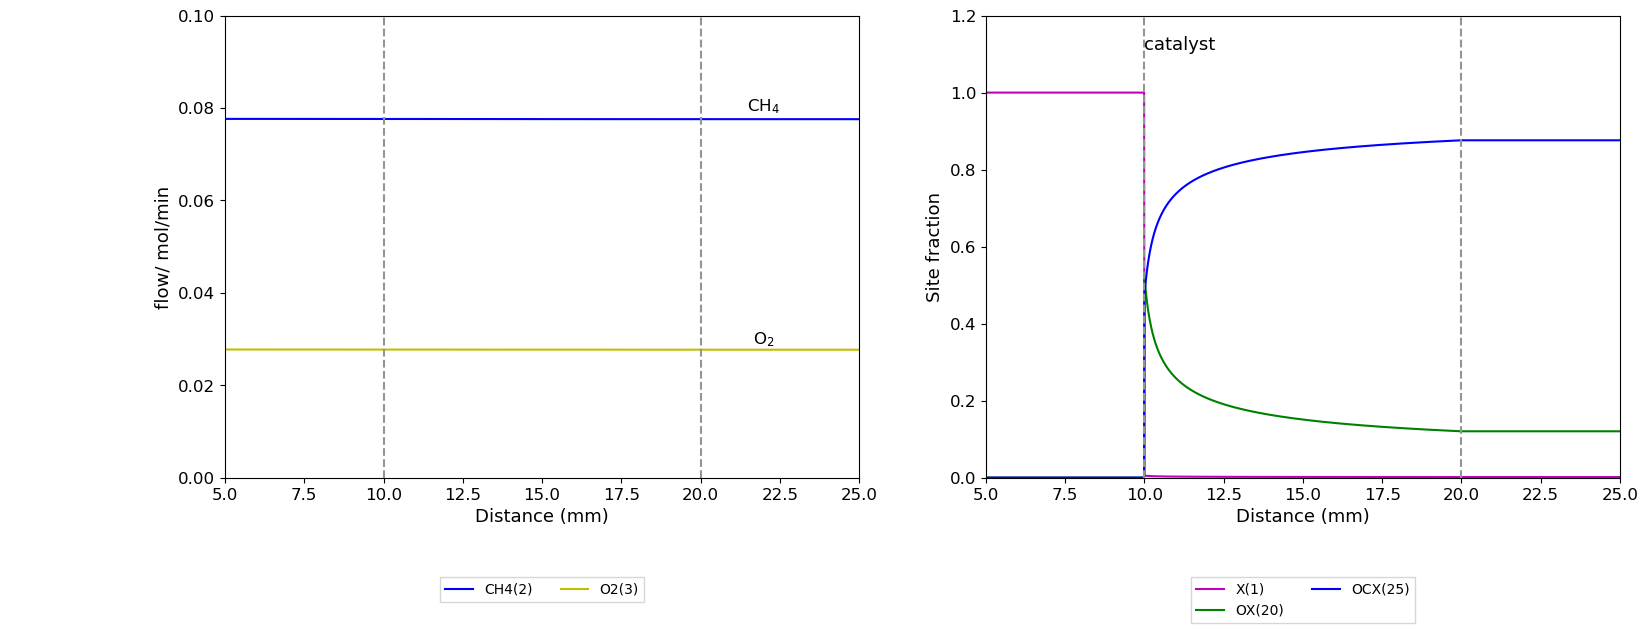 0.10
0.08
0.06
0.04
0.02
0.00
flow/ mol/min
CH4
O2
5.0 7.5 10.0 12.5 15.0 17.5 20.0 22.5 25.0
Distance (mm)
CH4(2) O2(3)
1.2
1.0
0.8
0.6
0.4
0.2
0.0
Site fraction
catalyst
5.0 7.5 10.0 12.5 15.0 17.5 20.0 22.5 25.0
Distance (mm)
X(1) OCX(25)
OX(20)